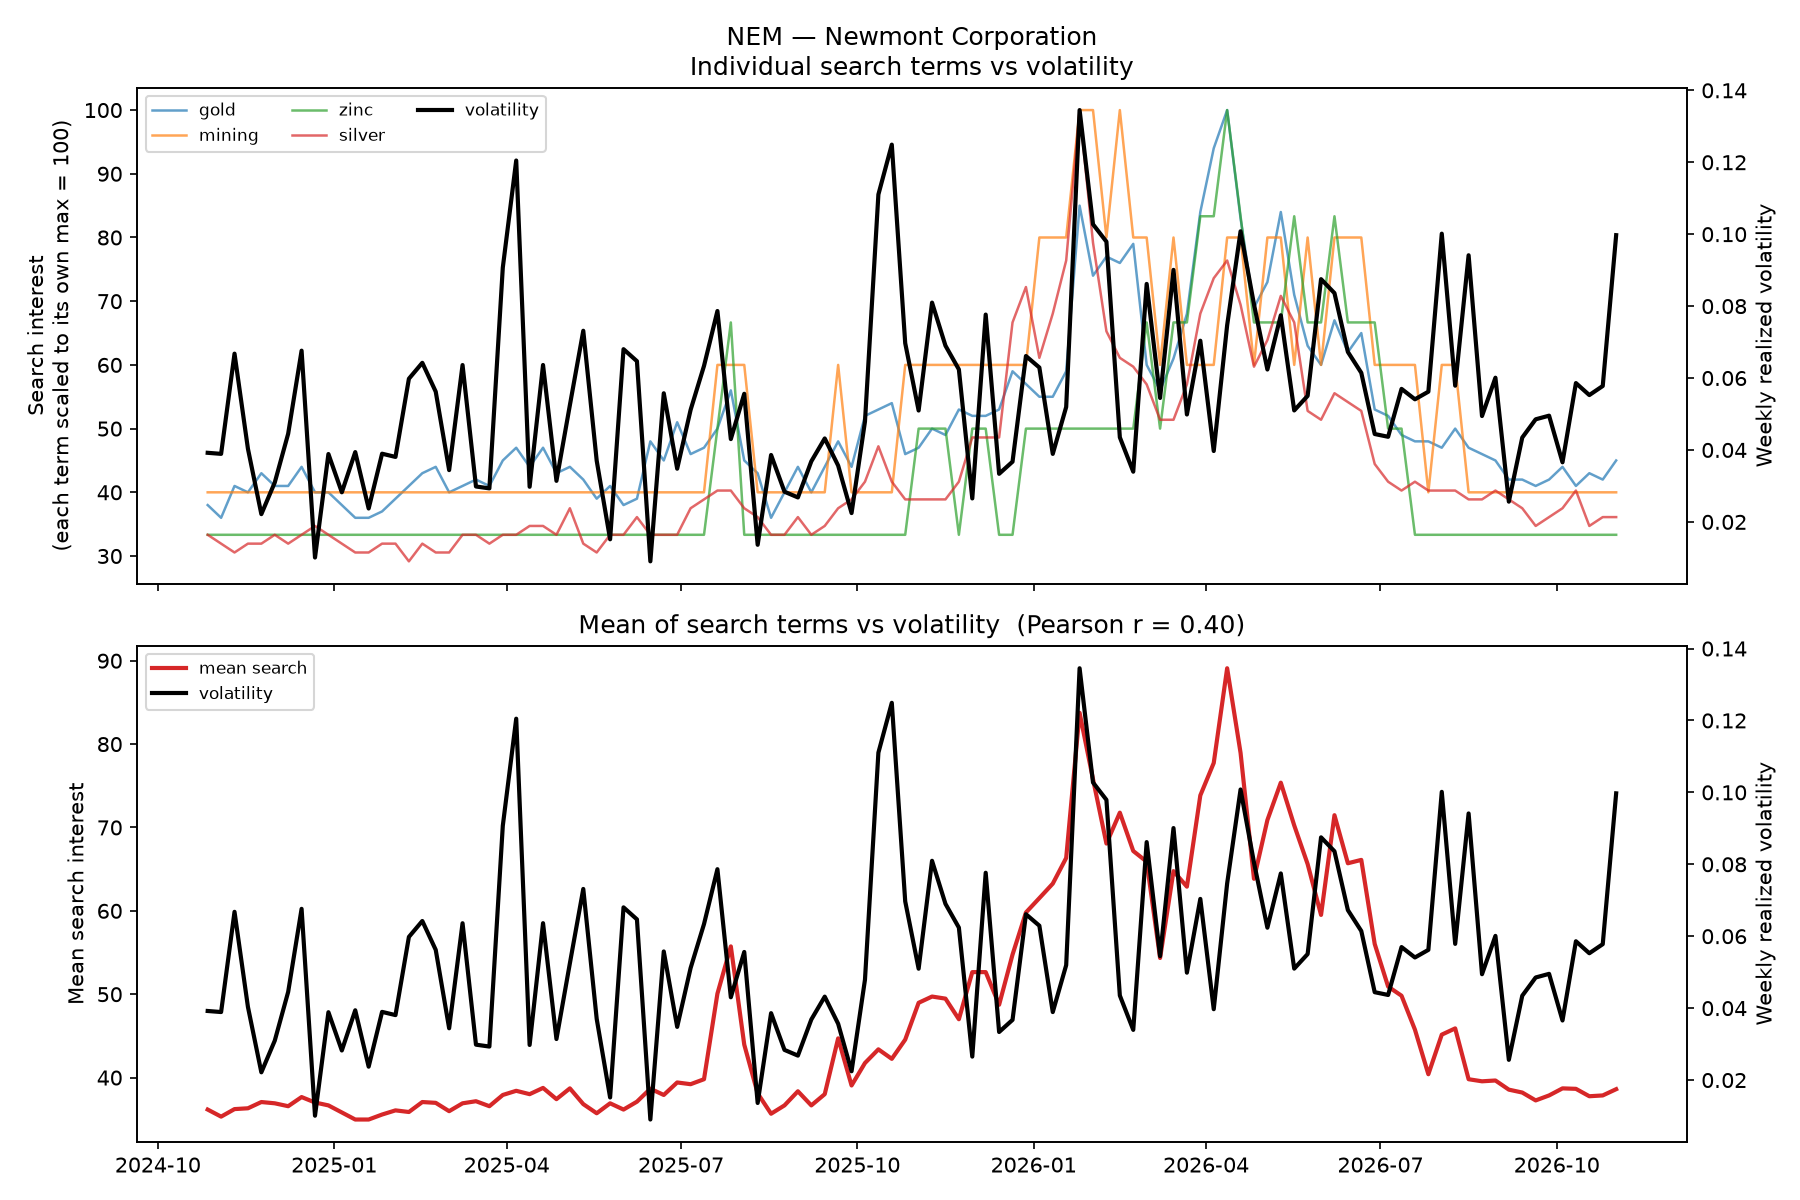 NEM — Newmont Corporation
Individual search terms vs volatility
gold
mining
zinc
silver
volatility
Search interest
(each term scaled to its own max = 100)
100
90
80
70
60
50
40
30
0.14
0.12
0.10
0.08
0.06
0.04
0.02
Weekly realized volatility
Mean of search terms vs volatility (Pearson r = 0.40)
mean search
volatility
Mean search interest
90
80
70
60
50
40
0.14
0.12
0.10
0.08
0.06
0.04
0.02
Weekly realized volatility
2024-10
2025-01
2025-04
2025-07
2025-10
2026-01
2026-04
2026-07
2026-10